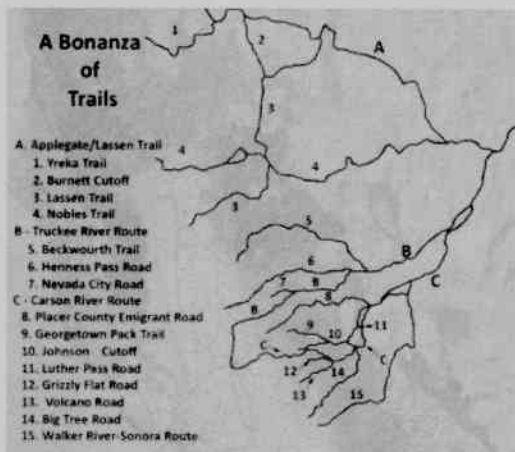 A Bonanza
of
Trails
A. Applegate/Lassen Trail
1. Yreka Trail
2. Burnett Cutoff
3. Lassen Trail
4. Nobles Trail
B - Truckee River Route
5. Beckwourth Trail
6. Henness Pass Road
7. Nevada City Road
C - Carson River Route
8. Placer County Emigrant Road
9. Georgetown Pack Trail
10. Johnson Cutoff
11. Luther Pass Road
12. Grizzly Flat Road
13. Volcano Road
14. Big Tree Road
15. Walker River-Sonora Route
1
2
A
3
4
4
3
5
B
6
7
B
C
8
B
9
10
11
C
12
14
C
13
15